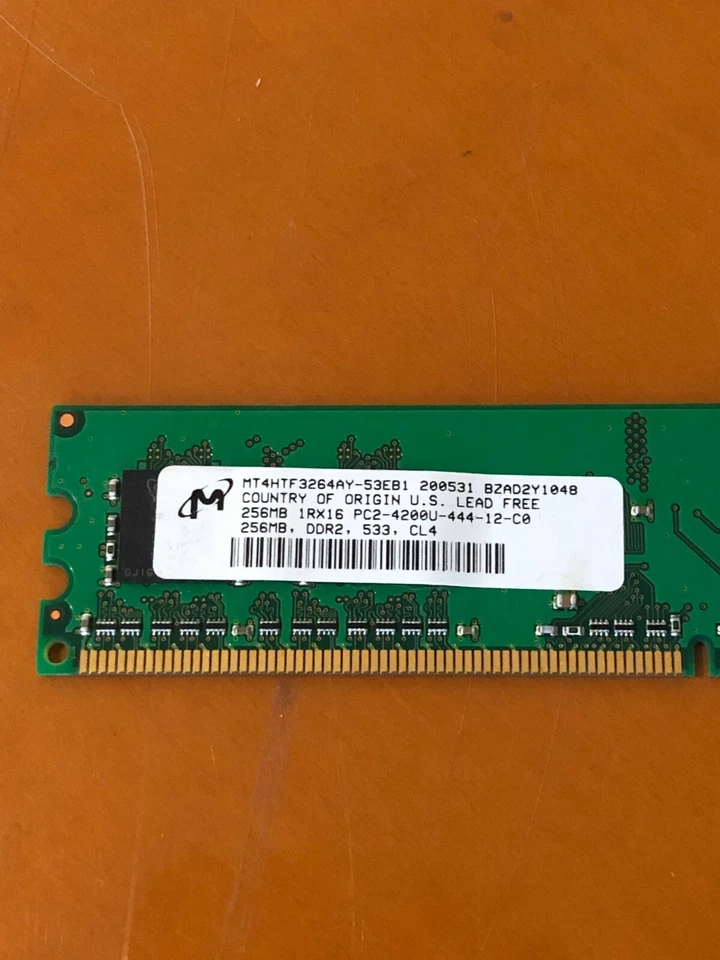 MT4HTF3264AY-53EB1 200531 BZAD2Y1048
COUNTRY OF ORIGIN U.S. LEAD FREE
256MB 1RX16 PC2-4200U-444-12-C0
256MB, DDR2, 533, CL4